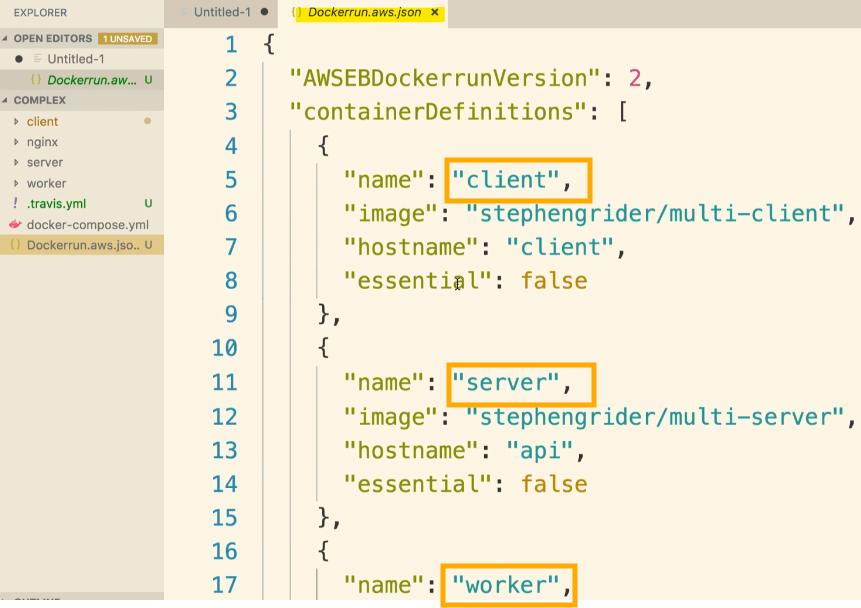 EXPLORER
OPEN EDITORS 1 UNSAVED
Untitled-1
{} Dockerrun.aw... U
COMPLEX
client
nginx
server
worker
! .travis.yml U
docker-compose.yml
{} Dockerrun.aws.jso.. U
Untitled-1 ●
{} Dockerrun.aws.json ×
1 {
2 "AWSEBDockerrunVersion": 2,
3 "containerDefinitions": [
4 {
5 "name": "client",
6 "image": "stephengrider/multi-client",
7 "hostname": "client",
8 "essential": false
9 },
10 {
11 "name": "server",
12 "image": "stephengrider/multi-server",
13 "hostname": "api",
14 "essential": false
15 },
16 {
17 "name": "worker",